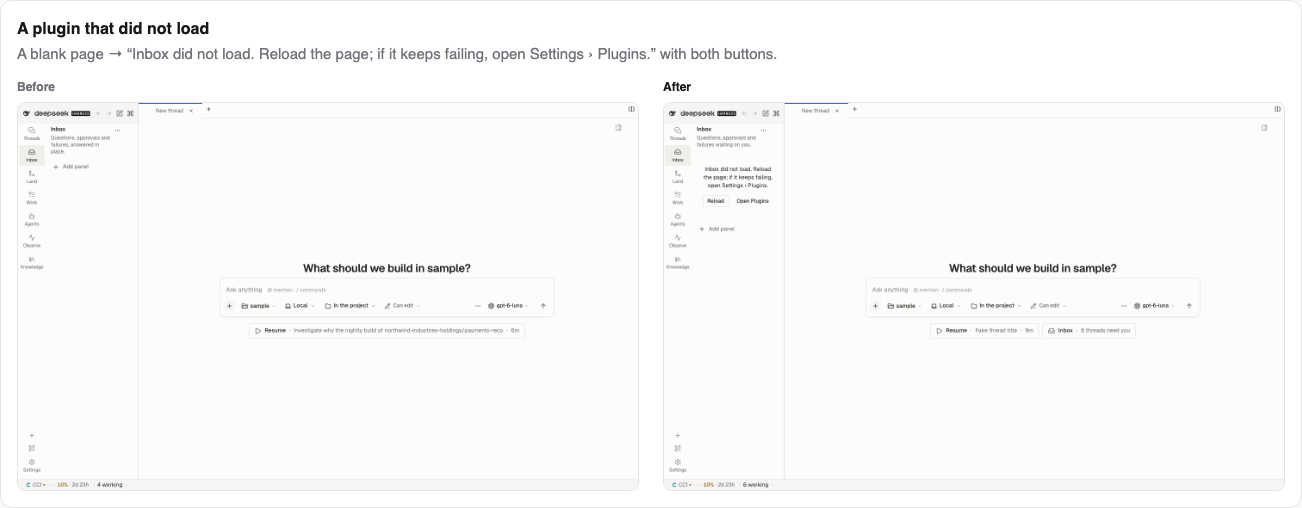 A plugin that did not load
A blank page → “Inbox did not load. Reload the page; if it keeps failing, open Settings › Plugins.” with both buttons.
Before
deepseek
New thread
Threads
Inbox
Land
Work
Agents
Observe
Knowledge
Settings
Inbox
Questions, approvals and
failures, answered in
place.
+ Add panel
What should we build in sample?
Ask anything @ mention · / commands
+ sample Local In the project Can edit ··· gpt-6-luna
Resume · Investigate why the nightly build of northwind-industries-holdings/payments-reco · 6m
10% · 2d 23h · 4 working
After
deepseek
New thread
Threads
Inbox
Land
Work
Agents
Observe
Knowledge
Settings
Inbox
Questions, approvals and
failures waiting on you.
Inbox did not load. Reload
the page; if it keeps failing,
open Settings › Plugins.
Reload Open Plugins
+ Add panel
What should we build in sample?
Ask anything @ mention · / commands
+ sample Local In the project Can edit ··· gpt-6-luna
Resume · Fake thread title · 9m
Inbox · 6 threads need you
10% · 2d 23h · 6 working